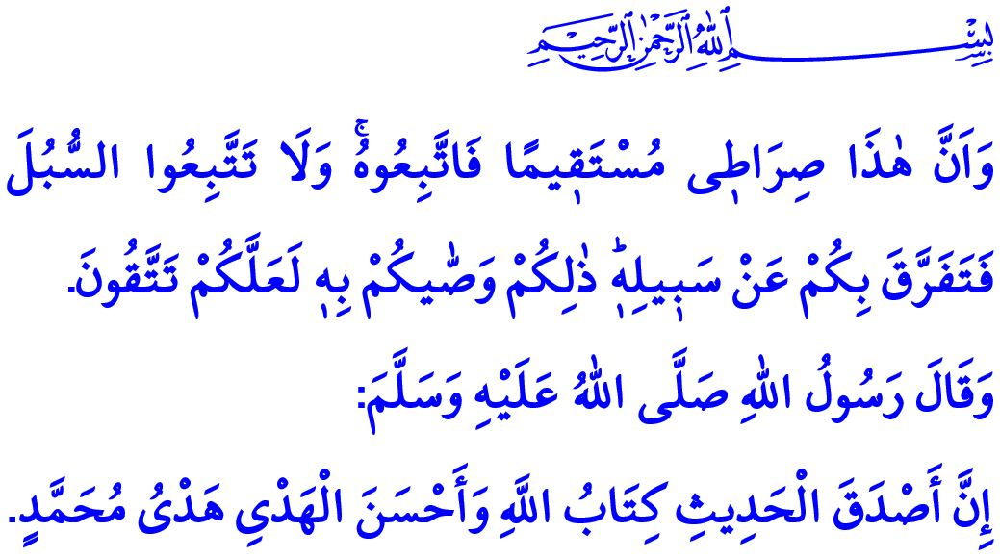 بِسْمِ اللّٰهِ الرَّحْمٰنِ الرَّحِيمِ
وَاَنَّ هٰذَا صِرَاطٖى مُسْتَقٖيمًا فَاتَّبِعُوهُۚ وَلَا تَتَّبِعُوا السُّبُلَ
فَتَفَرَّقَ بِكُمْ عَنْ سَبٖيلِهٖؕ ذٰلِكُمْ وَصّٰيكُمْ بِهٖ لَعَلَّكُمْ تَتَّقُونَ.
وَقَالَ رَسُولُ اللّٰهِ صَلَّى اللّٰهُ عَلَيْهِ وَسَلَّمَ:
إِنَّ أَصْدَقَ الْحَدِيثِ كِتَابُ اللَّهِ وَأَحْسَنَ الْهَدْيِ هَدْيُ مُحَمَّدٍ.